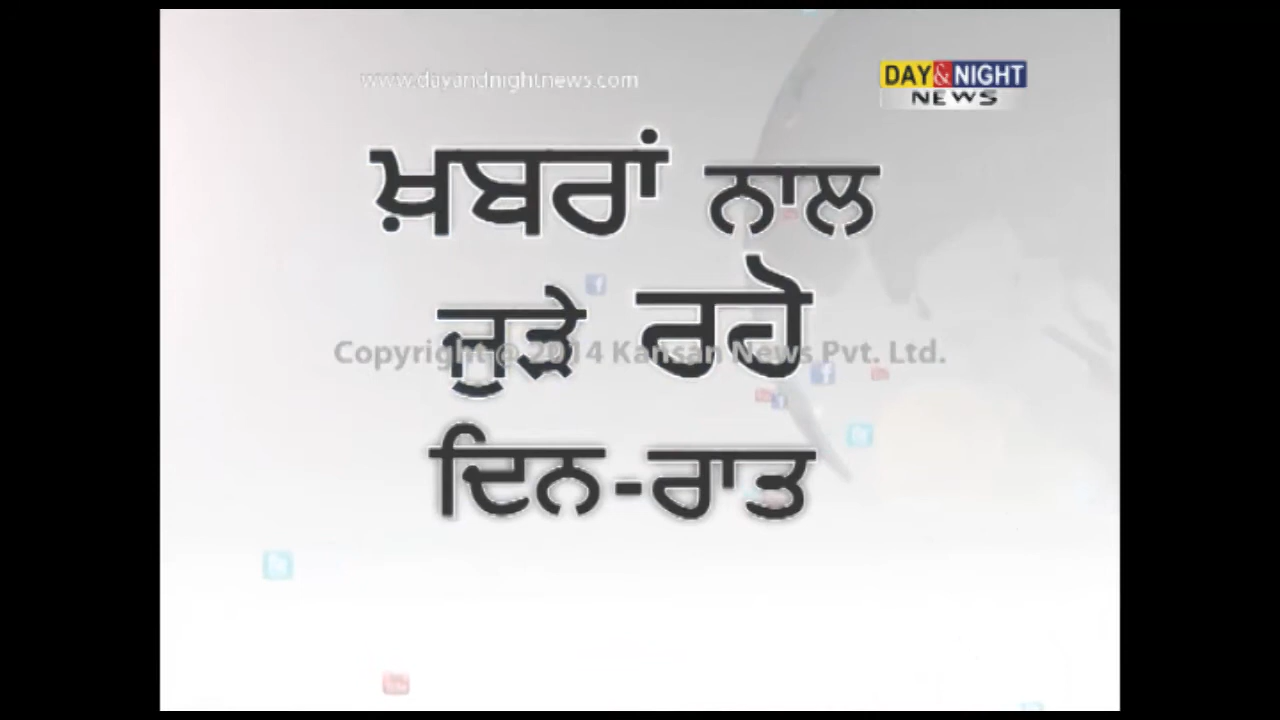 www.dayandnightnews.com
DAY&NIGHT
NEWS
ਖ਼ਬਰਾਂ ਨਾਲ
ਜੁੜੇ ਰਹੋ
Copyright @ 2014 Kansan News Pvt. Ltd.
ਦਿਨ-ਰਾਤ